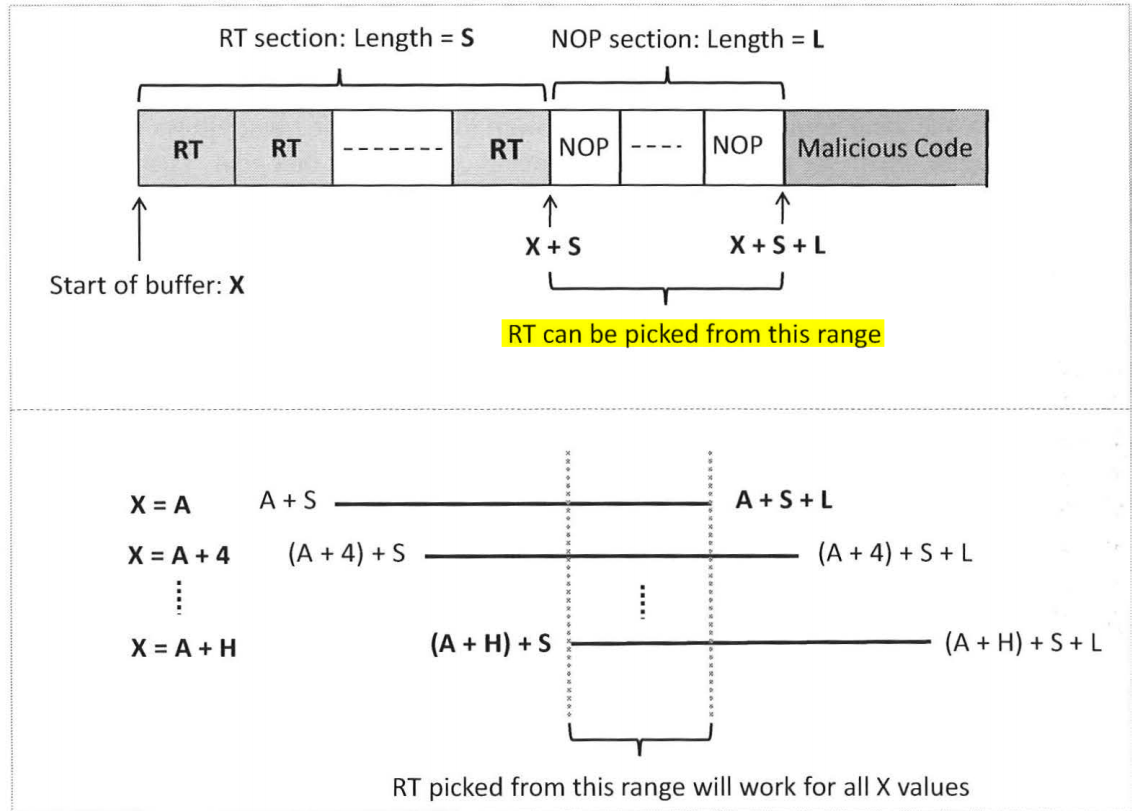 RT section: Length = S NOP section: Length = L
RT RT ------- RT NOP ---- NOP Malicious Code
X + S X + S + L
Start of buffer: X
RT can be picked from this range
X = A A + S A + S + L
X = A + 4 (A + 4) + S (A + 4) + S + L
X = A + H (A + H) + S (A + H) + S + L
RT picked from this range will work for all X values